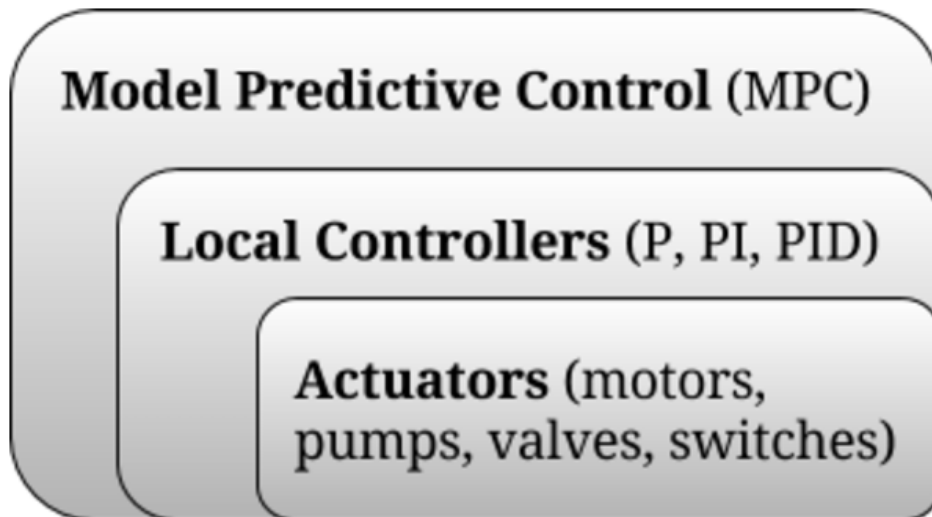 Model Predictive Control (MPC)
Local Controllers (P, PI, PID)
Actuators (motors,
pumps, valves, switches)